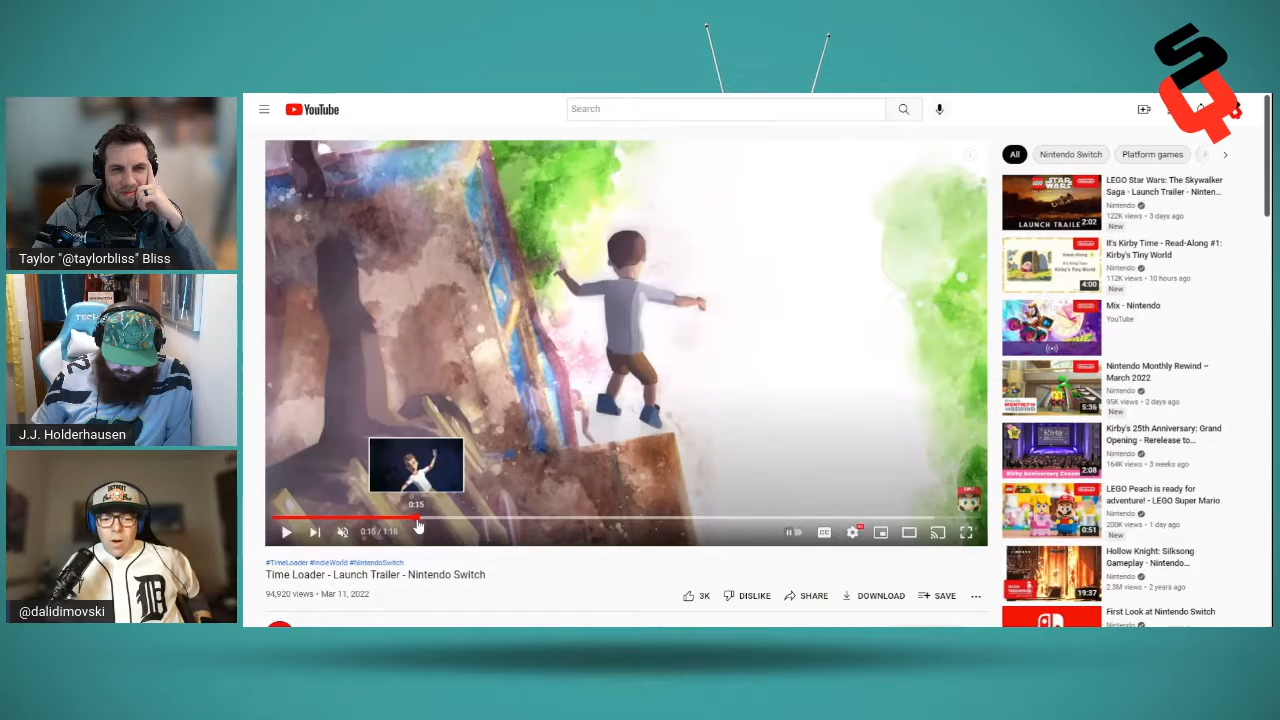 SQ
YouTube
Search
Taylor "@taylorbliss" Bliss
J.J. Holderhausen
@dalidimovski
DETROIT
D
0:15
0:15 / 1:18
CC
#TimeLoader #IndieWorld #NintendoSwitch
Time Loader - Launch Trailer - Nintendo Switch
94,920 views • Mar 11, 2022
3K
DISLIKE
SHARE
DOWNLOAD
SAVE
All
Nintendo Switch
Platform games
LEGO Star Wars: The Skywalker
Saga - Launch Trailer - Ninten...
Nintendo
122K views • 3 days ago
New
STAR WARS
LAUNCH TRAILE
2:02
It's Kirby Time - Read-Along #1:
Kirby's Tiny World
Nintendo
112K views • 10 hours ago
New
4:00
Mix - Nintendo
YouTube
Nintendo Monthly Rewind –
March 2022
Nintendo
95K views • 2 days ago
New
5:36
Kirby's 25th Anniversary: Grand
Opening - Rerelease to...
Nintendo
164K views • 3 weeks ago
2:08
LEGO Peach is ready for
adventure! - LEGO Super Mario
Nintendo
200K views • 1 day ago
New
0:51
Hollow Knight: Silksong
Gameplay - Nintendo...
Nintendo
2.3M views • 2 years ago
19:37
First Look at Nintendo Switch
Nintendo